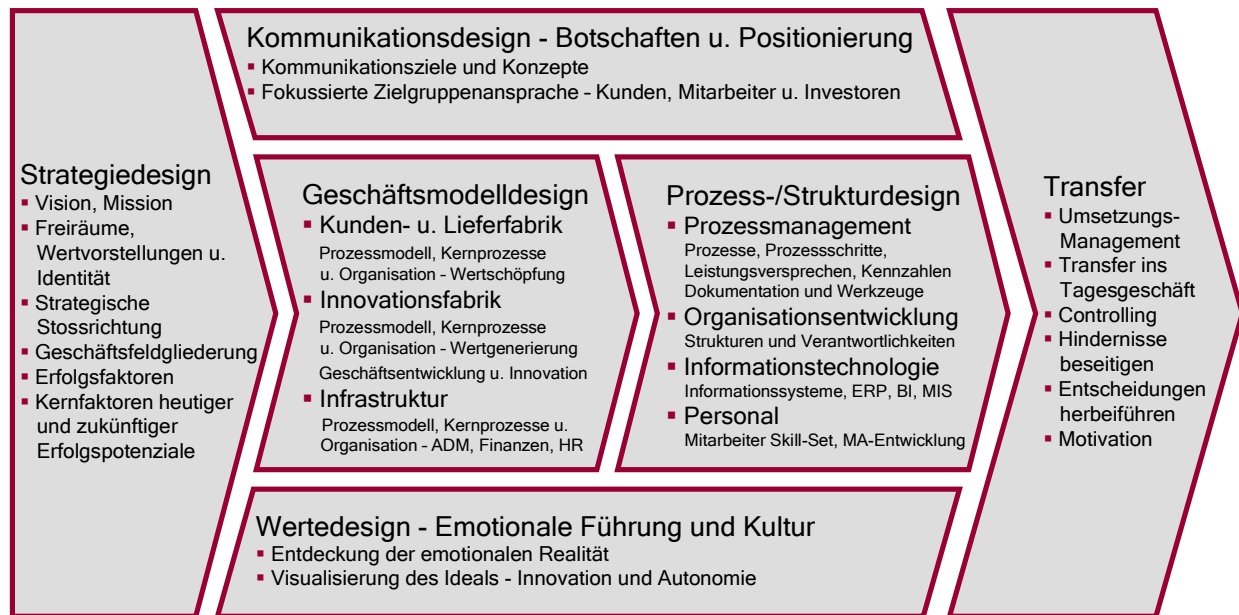 Kommunikationsdesign - Botschaften u. Positionierung
▪ Kommunikationsziele und Konzepte
▪ Fokussierte Zielgruppenansprache - Kunden, Mitarbeiter u. Investoren
Strategiedesign
▪ Vision, Mission
▪ Freiräume,
Wertvorstellungen u.
Identität
▪ Strategische
Stossrichtung
▪ Geschäftsfeldgliederung
▪ Erfolgsfaktoren
▪ Kernfaktoren heutiger
und zukünftiger
Erfolgspotenziale
Geschäftsmodelldesign
▪ Kunden- u. Lieferfabrik
Prozessmodell, Kernprozesse
u. Organisation - Wertschöpfung
▪ Innovationsfabrik
Prozessmodell, Kernprozesse
u. Organisation - Wertgenerierung
Geschäftsentwicklung u. Innovation
▪ Infrastruktur
Prozessmodell, Kernprozesse u.
Organisation - ADM, Finanzen, HR
Prozess-/Strukturdesign
▪ Prozessmanagement
Prozesse, Prozessschritte,
Leistungsversprechen, Kennzahlen
Dokumentation und Werkzeuge
▪ Organisationsentwicklung
Strukturen und Verantwortlichkeiten
▪ Informationstechnologie
Informationssysteme, ERP, BI, MIS
▪ Personal
Mitarbeiter Skill-Set, MA-Entwicklung
Transfer
▪ Umsetzungs-
Management
▪ Transfer ins
Tagesgeschäft
▪ Controlling
▪ Hindernisse
beseitigen
▪ Entscheidungen
herbeiführen
▪ Motivation
Wertedesign - Emotionale Führung und Kultur
▪ Entdeckung der emotionalen Realität
▪ Visualisierung des Ideals - Innovation und Autonomie